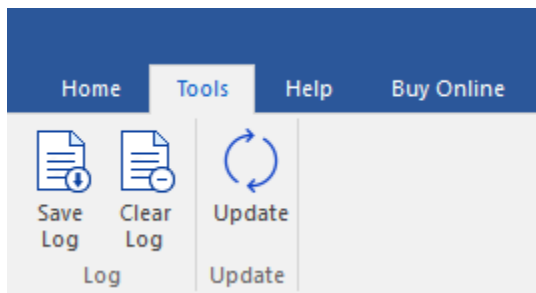 Home Tools Help Buy Online
Save Log Clear Log Update
Log Update